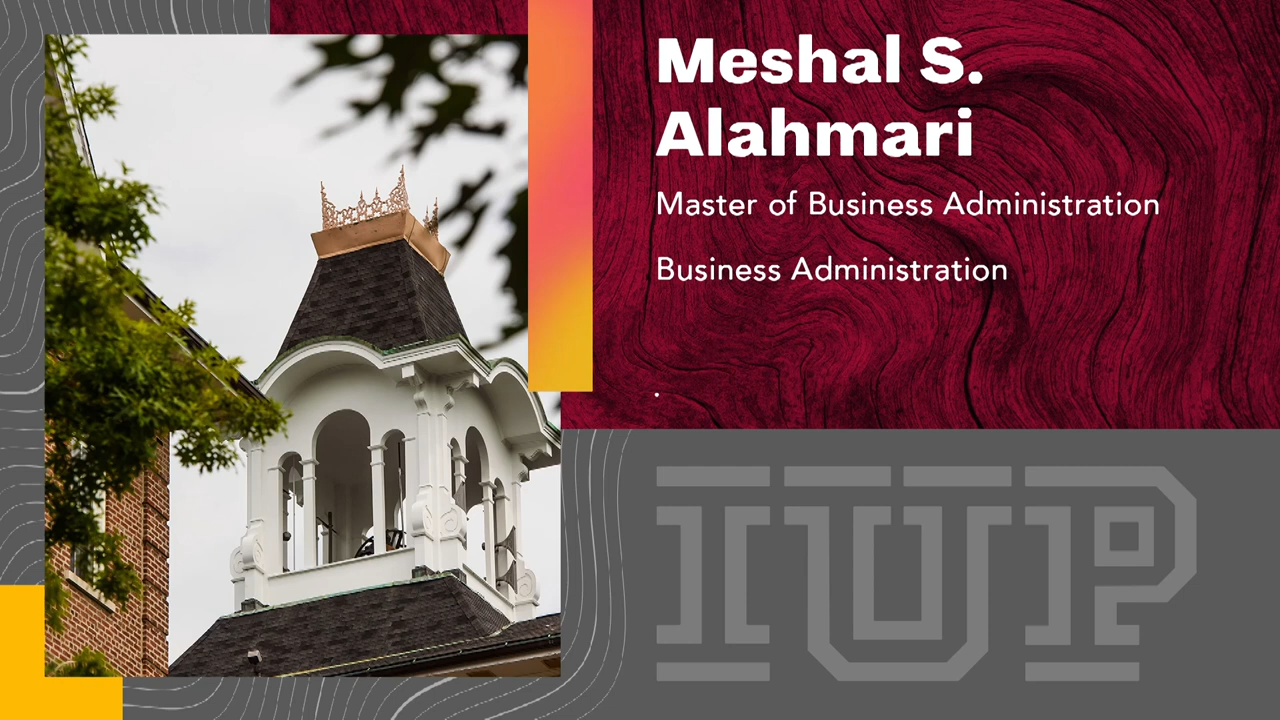 Meshal S.
Alahmari
Master of Business Administration
Business Administration
.
IUP